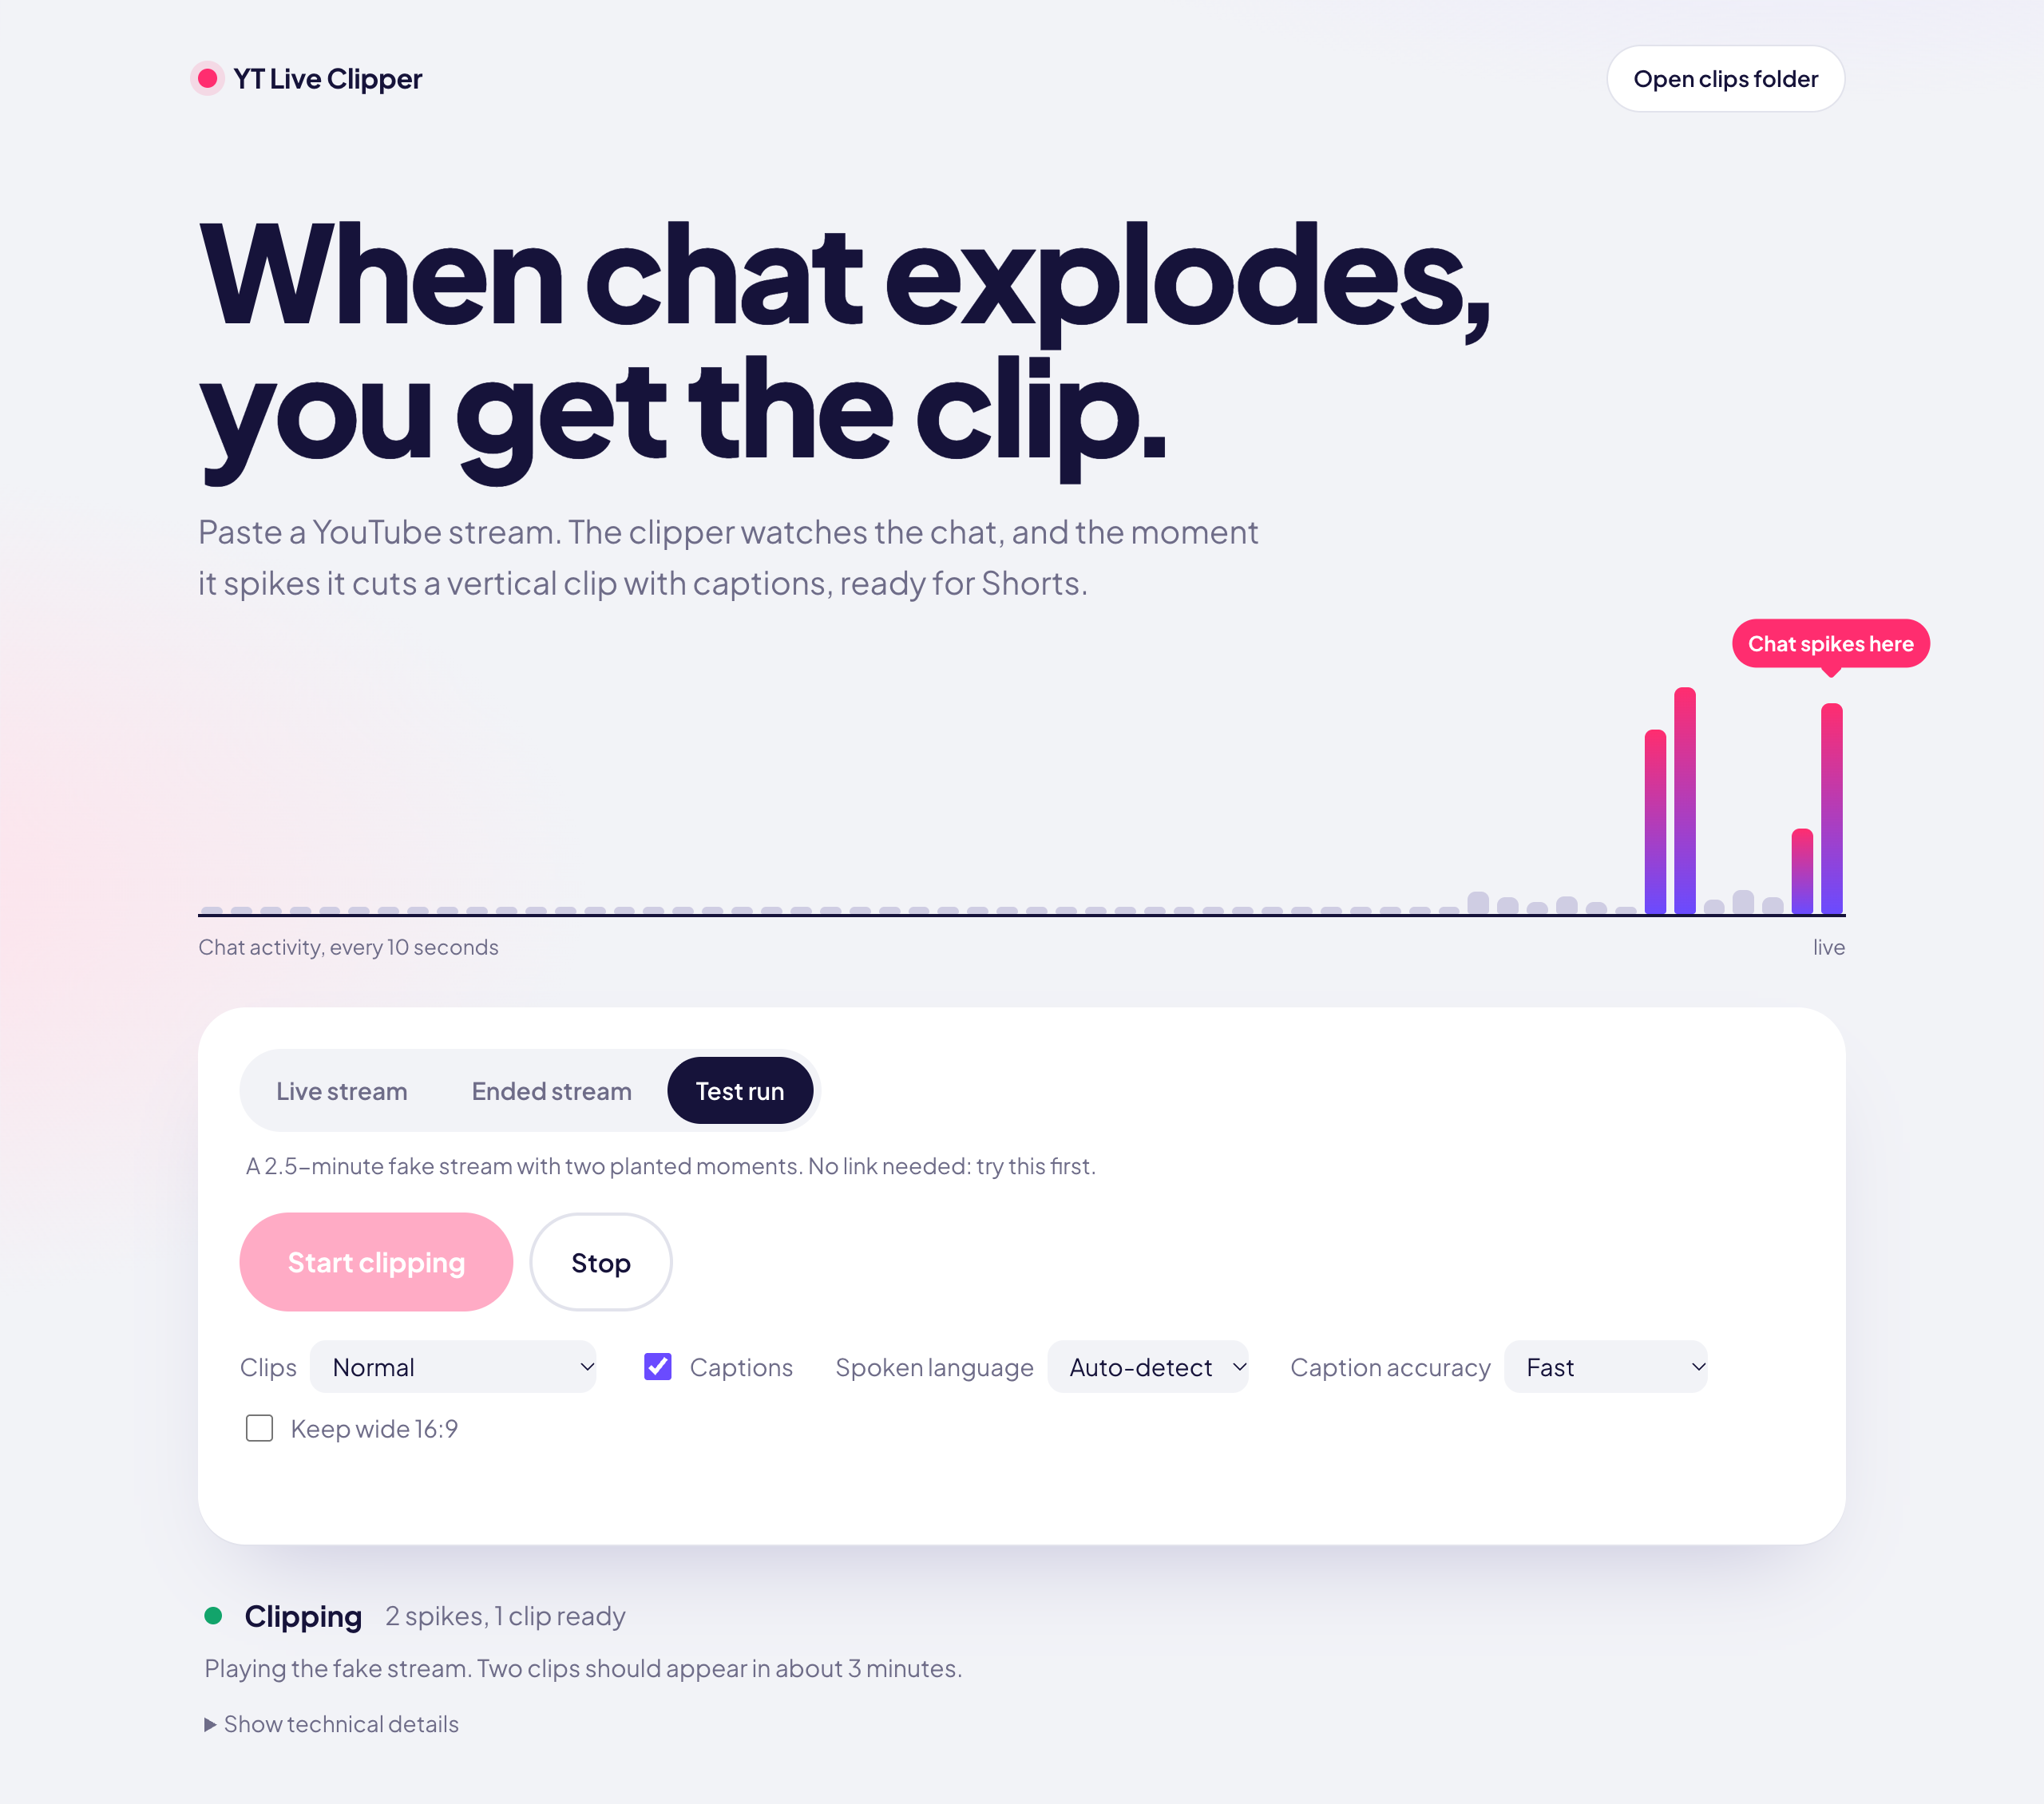 YT Live Clipper
Open clips folder
When chat explodes,
you get the clip.
Paste a YouTube stream. The clipper watches the chat, and the moment
it spikes it cuts a vertical clip with captions, ready for Shorts.
Chat spikes here
Chat activity, every 10 seconds
live
Live stream
Ended stream
Test run
A 2.5-minute fake stream with two planted moments. No link needed: try this first.
Start clipping
Stop
Clips
Normal
Captions
Spoken language
Auto-detect
Caption accuracy
Fast
Keep wide 16:9
Clipping
2 spikes, 1 clip ready
Playing the fake stream. Two clips should appear in about 3 minutes.
Show technical details